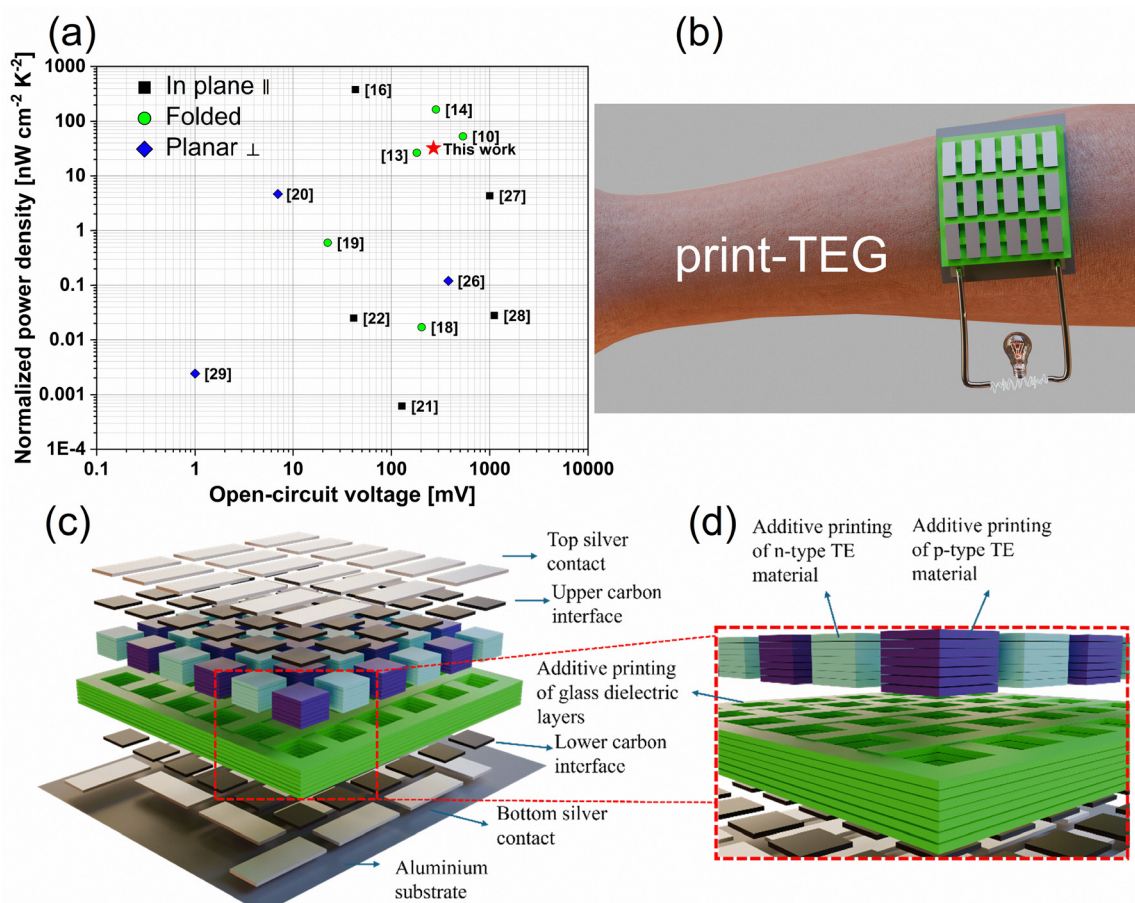 (a)
1000
100
10
1
0.1
0.01
0.001
1E-4
Normalized power density [nW cm⁻² K⁻²]
In plane ॥
Folded
Planar ⊥
[16]
[14]
[10]
This work
[13]
[27]
[20]
[19]
[26]
[28]
[22]
[18]
[29]
[21]
0.1
1
10
100
1000
10000
Open-circuit voltage [mV]
(b)
print-TEG
(c)
Top silver
contact
Upper carbon
interface
Additive printing
of glass dielectric
layers
Lower carbon
interface
Bottom silver
contact
Aluminium
substrate
(d)
Additive printing
of n-type TE
material
Additive printing
of p-type TE
material